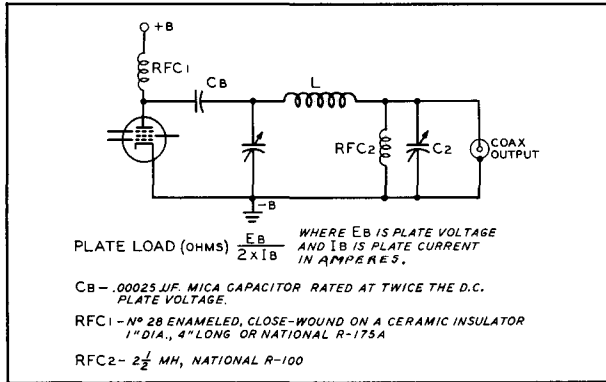 +B
RFC1
CB
L
RFC2
C2
COAX
OUTPUT
-B
PLATE LOAD (OHMS) EB / 2 x IB WHERE EB IS PLATE VOLTAGE
AND IB IS PLATE CURRENT
IN AMPERES.
CB- .00025 UF. MICA CAPACITOR RATED AT TWICE THE D.C.
PLATE VOLTAGE.
RFC1-Nº 28 ENAMELED, CLOSE-WOUND ON A CERAMIC INSULATOR
1"DIA., 4"LONG OR NATIONAL R-175A
RFC2- 2 1/2 MH, NATIONAL R-100